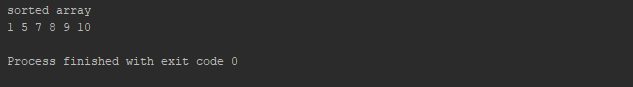 sorted array
1 5 7 8 9 10
Process finished with exit code 0